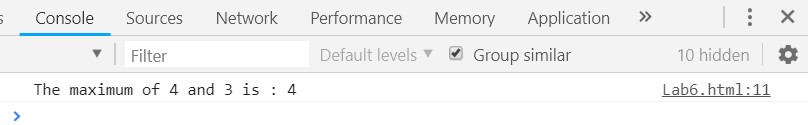 s Console Sources Network Performance Memory Application »
Filter Default levels ▼ Group similar 10 hidden
The maximum of 4 and 3 is : 4 Lab6.html:11